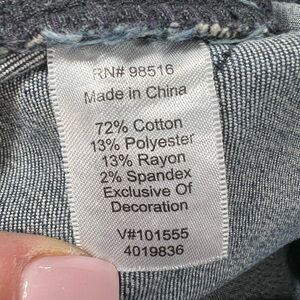 RN# 98516
Made in China
72% Cotton
13% Polyester
13% Rayon
2% Spandex
Exclusive Of
Decoration
V#101555
4019836